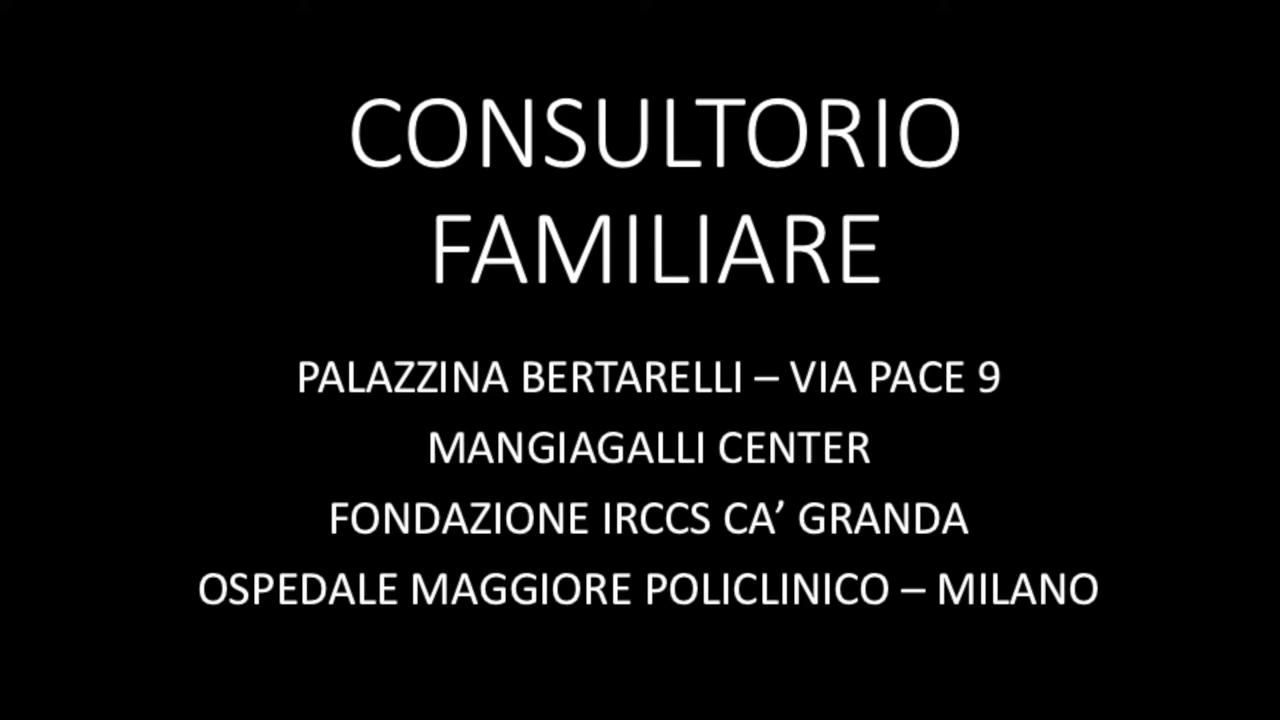 CONSULTORIO
FAMILIARE
PALAZZINA BERTARELLI – VIA PACE 9
MANGIAGALLI CENTER
FONDAZIONE IRCCS CA’ GRANDA
OSPEDALE MAGGIORE POLICLINICO – MILANO